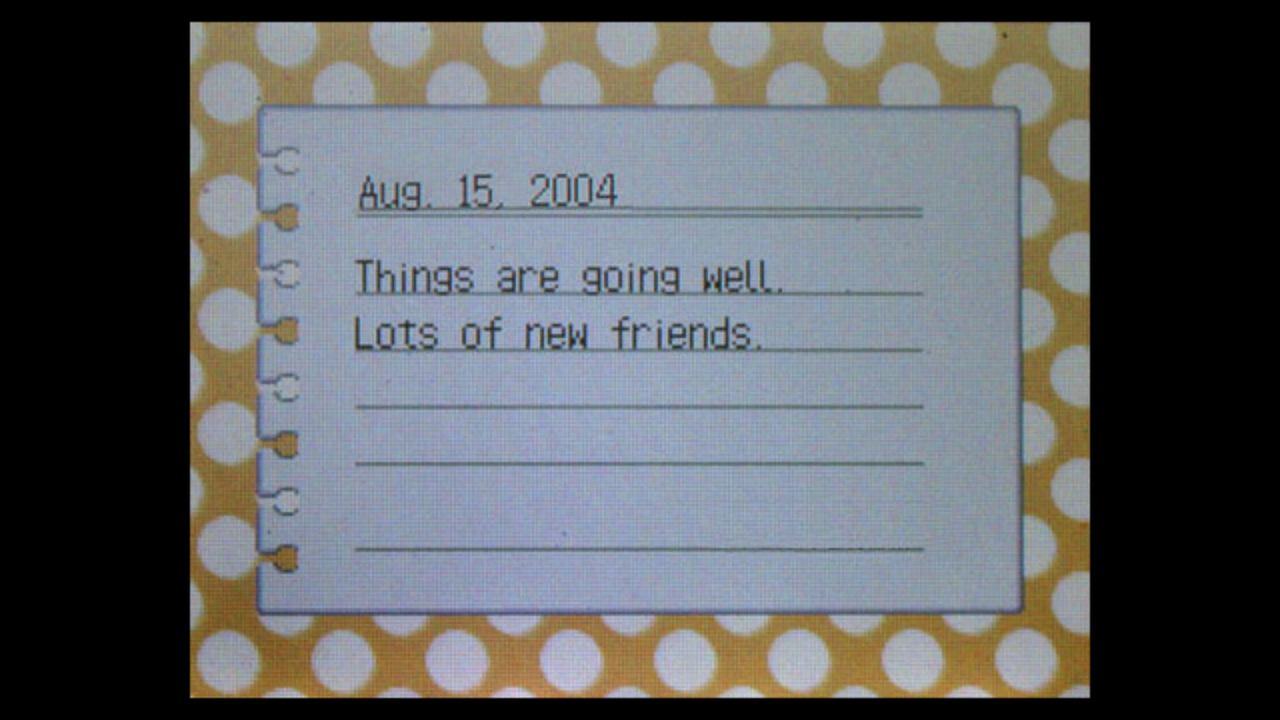 Aug. 15, 2004
Things are going well.
Lots of new friends.